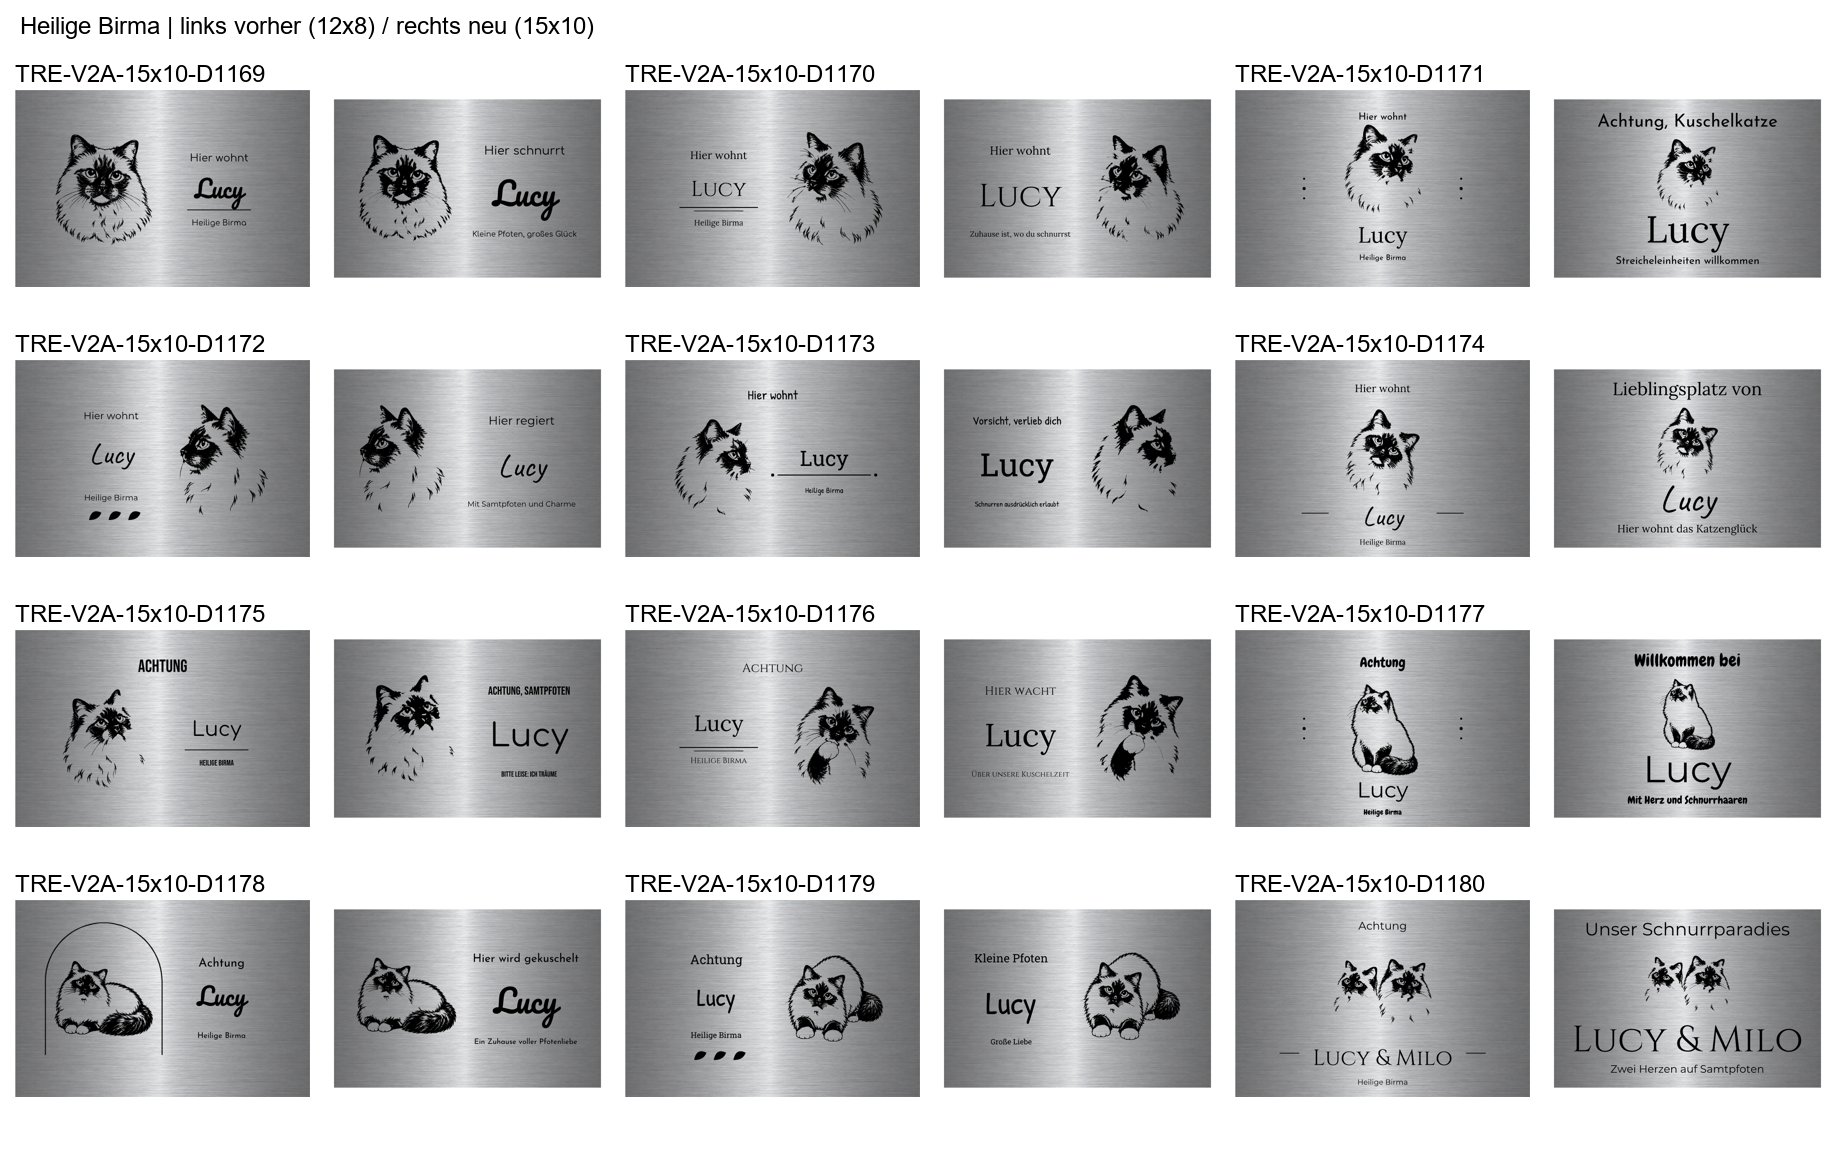 Heilige Birma | links vorher (12x8) / rechts neu (15x10)
TRE-V2A-15x10-D1169
Hier wohnt
Lucy
Heilige Birma
Hier schnurrt
Lucy
Kleine Pfoten, großes Glück
TRE-V2A-15x10-D1170
Hier wohnt
Lucy
Heilige Birma
Hier wohnt
Lucy
Zuhause ist, wo du schnurrst
TRE-V2A-15x10-D1171
Hier wohnt
Lucy
Heilige Birma
Achtung, Kuschelkatze
Lucy
Streicheleinheiten willkommen
TRE-V2A-15x10-D1172
Hier wohnt
Lucy
Heilige Birma
Hier regiert
Lucy
Mit Samtpfoten und Charme
TRE-V2A-15x10-D1173
Hier wohnt
Lucy
Heilige Birma
Vorsicht, verlieb dich
Lucy
Schnurren ausdrücklich erlaubt
TRE-V2A-15x10-D1174
Hier wohnt
Lucy
Heilige Birma
Lieblingsplatz von
Lucy
Hier wohnt das Katzenglück
TRE-V2A-15x10-D1175
ACHTUNG
Lucy
HEILIGE BIRMA
ACHTUNG, SAMTPFOTEN
Lucy
BITTE LEISE: ICH TRÄUME
TRE-V2A-15x10-D1176
Achtung
Lucy
Heilige Birma
Hier wacht
Lucy
Über unsere Kuschelzeit
TRE-V2A-15x10-D1177
Achtung
Lucy
Heilige Birma
Willkommen bei
Lucy
Mit Herz und Schnurrhaaren
TRE-V2A-15x10-D1178
Achtung
Lucy
Heilige Birma
Hier wird gekuschelt
Lucy
Ein Zuhause voller Pfotenliebe
TRE-V2A-15x10-D1179
Achtung
Lucy
Heilige Birma
Kleine Pfoten
Lucy
Große Liebe
TRE-V2A-15x10-D1180
Achtung
Lucy & Milo
Heilige Birma
Unser Schnurrparadies
Lucy & Milo
Zwei Herzen auf Samtpfoten